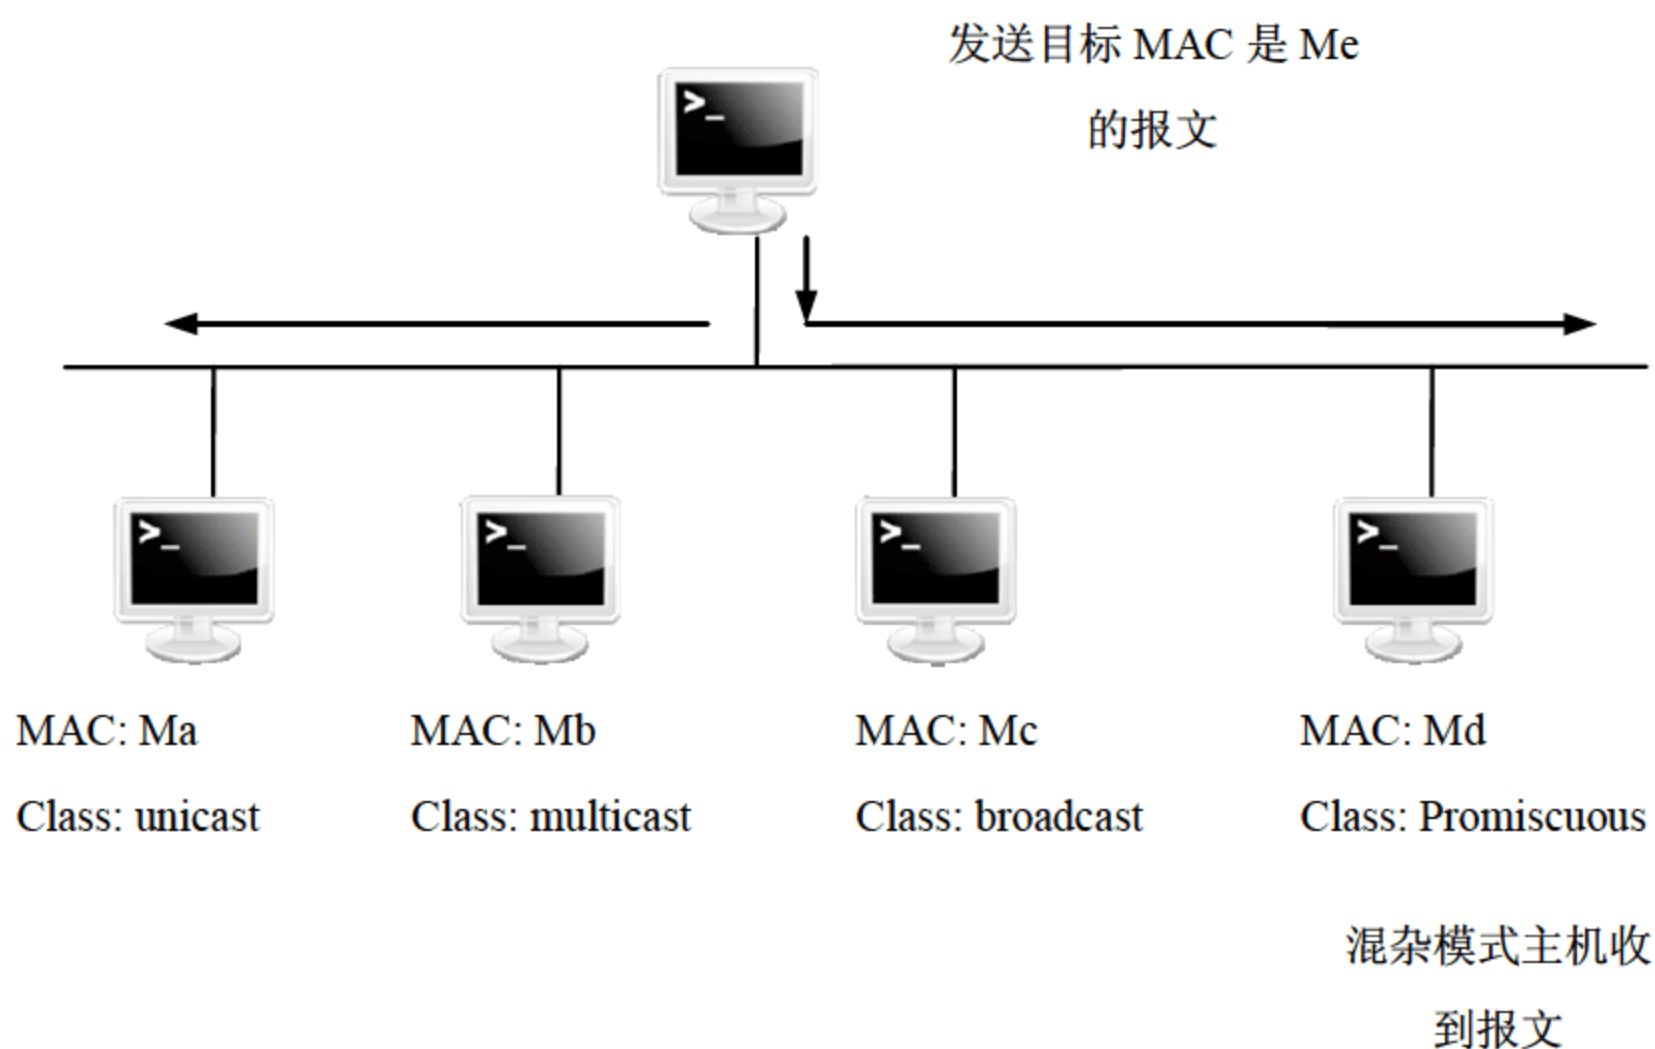 发送目标 MAC 是 Me
的报文
>_
>_
>_
>_
>_
MAC: Ma
MAC: Mb
MAC: Mc
MAC: Md
Class: unicast
Class: multicast
Class: broadcast
Class: Promiscuous
混杂模式主机收
到报文